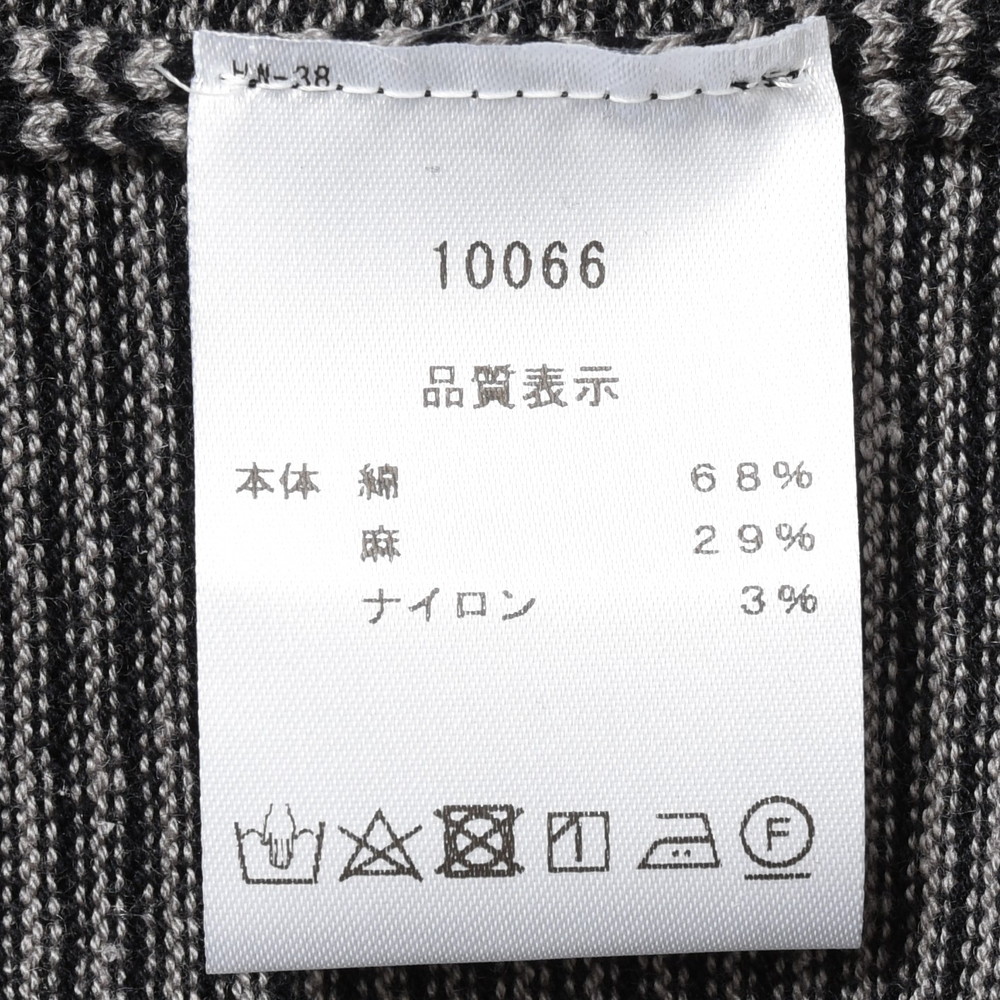 10066
品質表示
本体 綿 68%
麻 29%
ナイロン 3%
F